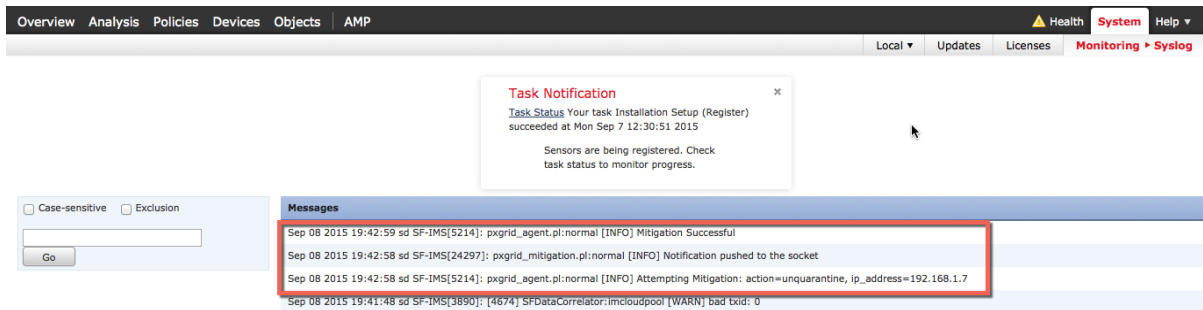 Overview Analysis Policies Devices Objects AMP Health System Help ▾
Local ▾ Updates Licenses Monitoring ▸ Syslog
Task Notification ×
Task Status Your task Installation Setup (Register)
succeeded at Mon Sep 7 12:30:51 2015
Sensors are being registered. Check
task status to monitor progress.
Case-sensitive Exclusion
Go
Messages
Sep 08 2015 19:42:59 sd SF-IMS[5214]: pxgrid_agent.pl:normal [INFO] Mitigation Successful
Sep 08 2015 19:42:58 sd SF-IMS[24297]: pxgrid_mitigation.pl:normal [INFO] Notification pushed to the socket
Sep 08 2015 19:42:58 sd SF-IMS[5214]: pxgrid_agent.pl:normal [INFO] Attempting Mitigation: action=unquarantine, ip_address=192.168.1.7
Sep 08 2015 19:41:48 sd SF-IMS[3890]: [4674] SFDataCorrelator:imcloudpool [WARN] bad txid: 0